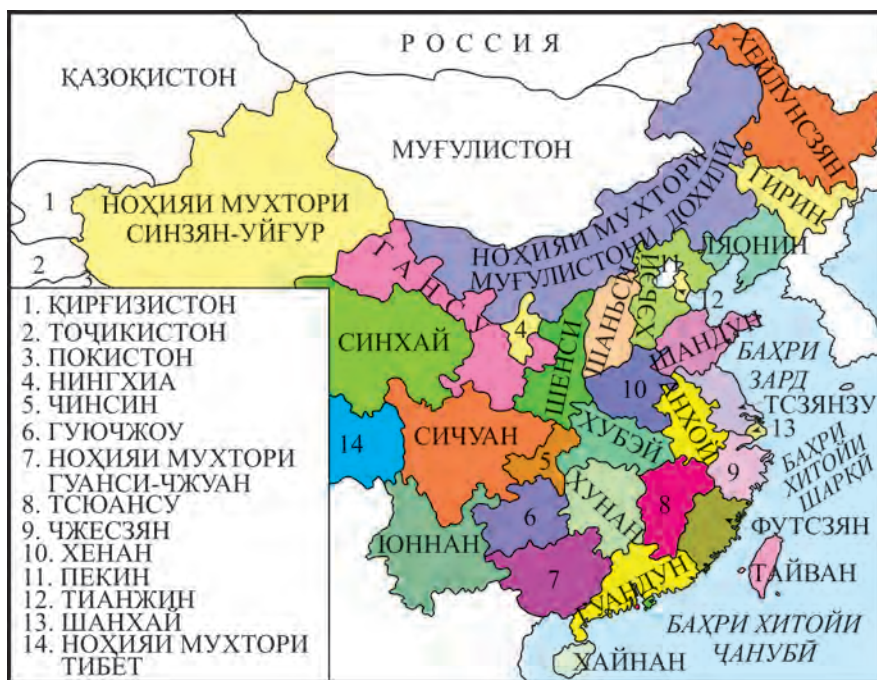 РОССИЯ
ҚАЗОҚИСТОН
МУҒУЛИСТОН
ХЕЙЛУНСЗЯН
ГИРИН
ЛЯОНИН
1
НОҲИЯИ МУХТОРИ
СИНЗЯН-УЙҒУР
НОҲИЯИ МУХТОРИ
МУҒУЛИСТОНИ ДОХИЛӢ
2
3
ГАНСУ
11
12
ХЭБЭЙ
ШАНЬСИ
ШАНДУН
4
СИНХАЙ
ШЕНСИ
10
БАҲРИ
ЗАРД
ТСЗЯНЗУ
13
АНХОЙ
14
СИЧУАН
5
ХУБЭЙ
9
БАҲРИ
ХИТОЙИ
ШАРҚӢ
ХУНАН
8
6
ЮННАН
7
ФУТСЗЯН
ТАЙВАН
ГУАНДУН
БАҲРИ ХИТОЙИ
ҶАНУБӢ
ХАЙНАН
1. ҚИРҒИЗИСТОН
2. ТОҶИКИСТОН
3. ПОКИСТОН
4. НИНГХИА
5. ЧИНСИН
6. ГУЮЧЖОУ
7. НОҲИЯИ МУХТОРИ
ГУАНСИ-ЧЖУАН
8. ТСЮАНСУ
9. ЧЖЕСЗЯН
10. ХЕНАН
11. ПЕКИН
12. ТИАНЖИН
13. ШАНХАЙ
14. НОҲИЯИ МУХТОРИ
ТИБЕТ